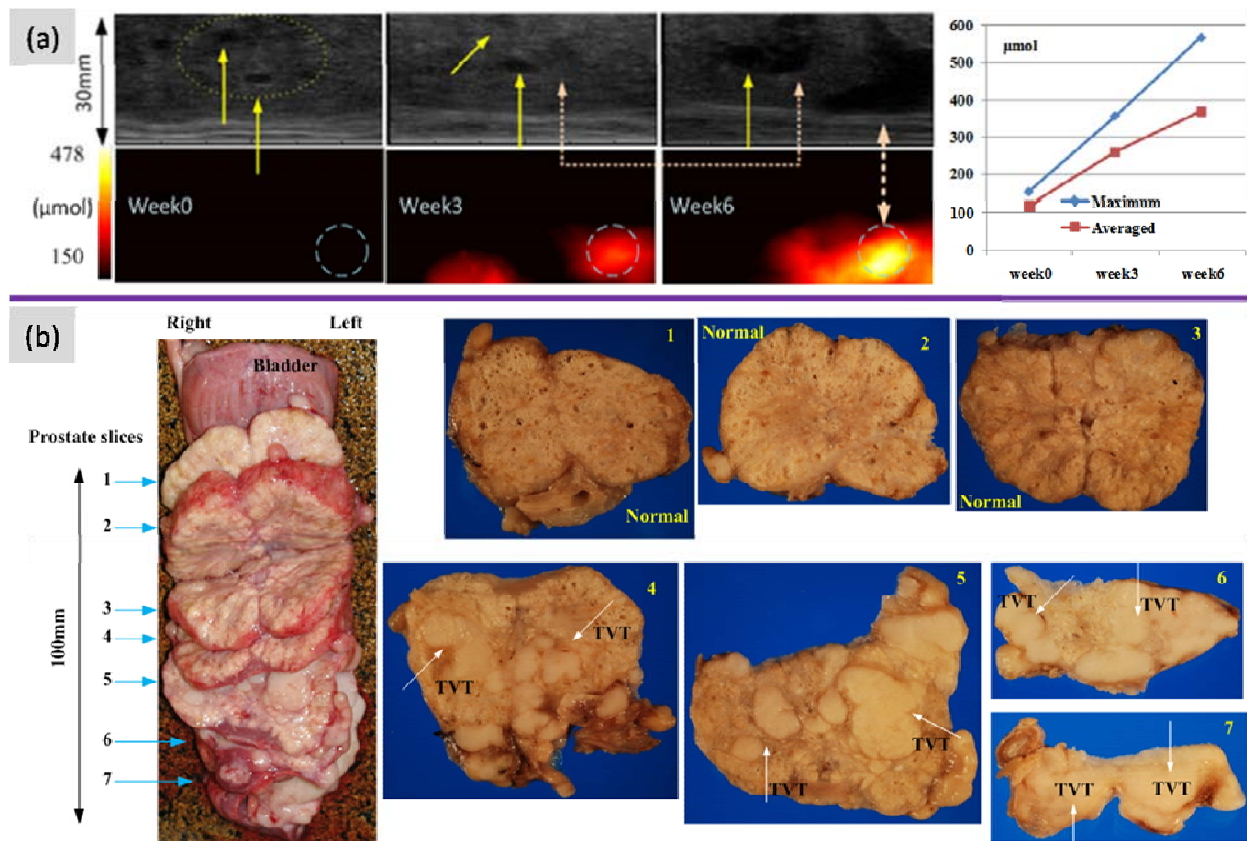 (a)
30mm
478
(μmol)
150
Week0
Week3
Week6
μmol
600
500
400
300
200
100
0
Maximum
Averaged
week0
week3
week6
(b)
Right
Left
Bladder
Prostate slices
100mm
1
2
3
4
5
6
7
1
Normal
Normal
2
3
Normal
4
TVT
TVT
5
TVT
TVT
6
TVT
TVT
7
TVT
TVT